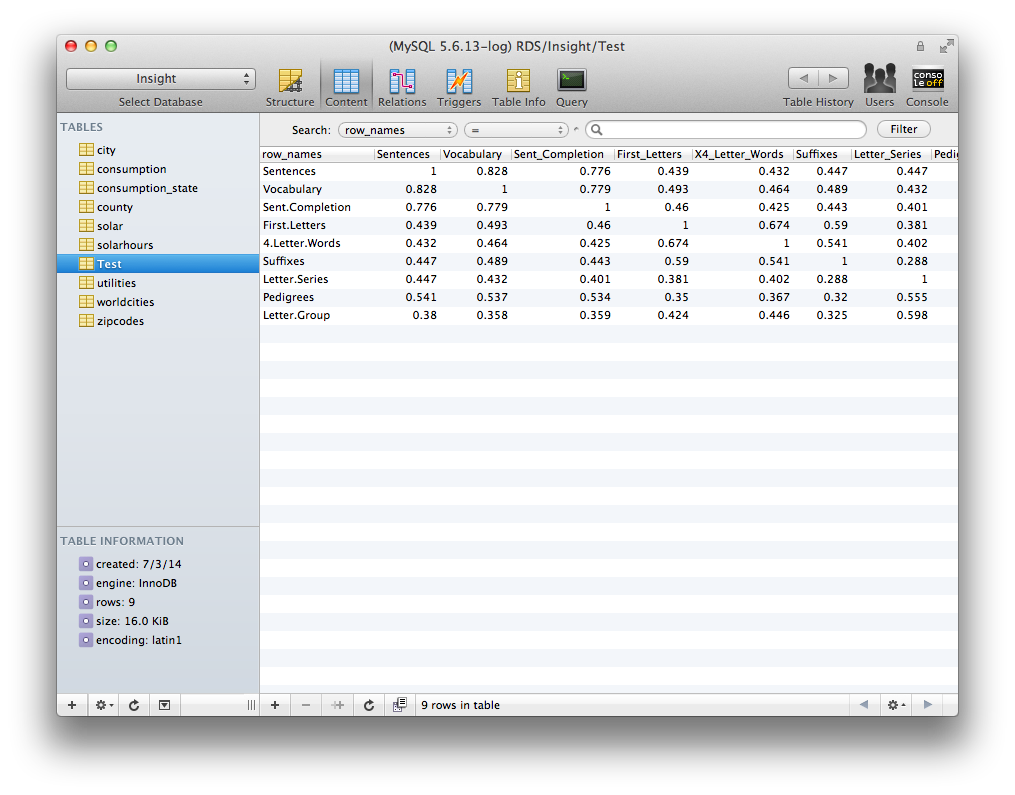 (MySQL 5.6.13-log) RDS/Insight/Test
Insight
Select Database
Structure
Content
Relations
Triggers
Table Info
Query
Table History
Users
conso
le off
Console
TABLES
city
consumption
consumption_state
county
solar
solarhours
Test
utilities
worldcities
zipcodes
TABLE INFORMATION
created: 7/3/14
engine: InnoDB
rows: 9
size: 16.0 KiB
encoding: latin1
Search: row_names = Filter
row_names Sentences Vocabulary Sent_Completion First_Letters X4_Letter_Words Suffixes Letter_Series Pedi
Sentences 1 0.828 0.776 0.439 0.432 0.447 0.447
Vocabulary 0.828 1 0.779 0.493 0.464 0.489 0.432
Sent.Completion 0.776 0.779 1 0.46 0.425 0.443 0.401
First.Letters 0.439 0.493 0.46 1 0.674 0.59 0.381
4.Letter.Words 0.432 0.464 0.425 0.674 1 0.541 0.402
Suffixes 0.447 0.489 0.443 0.59 0.541 1 0.288
Letter.Series 0.447 0.432 0.401 0.381 0.402 0.288 1
Pedigrees 0.541 0.537 0.534 0.35 0.367 0.32 0.555
Letter.Group 0.38 0.358 0.359 0.424 0.446 0.325 0.598
9 rows in table